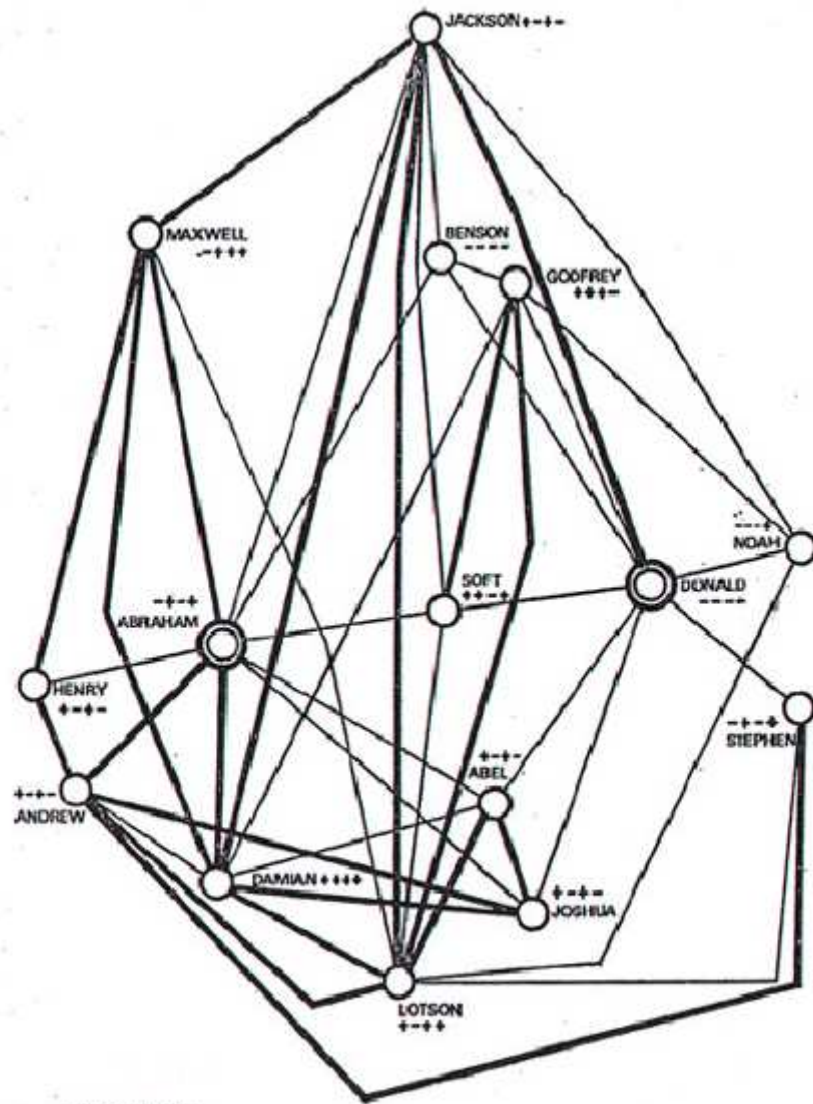 JACKSON +-+-
MAXWELL
--+++
BENSON
----
GODFREY
+++-
---+
NOAH
SOFT
++-+
DONALD
----
-+-+
ABRAHAM
HENRY
+-+-
-+-+
STEPHEN
+-+-
ABEL
+-+-
ANDREW
DAMIAN ++++
+-+-
JOSHUA
LOTSON
+-++